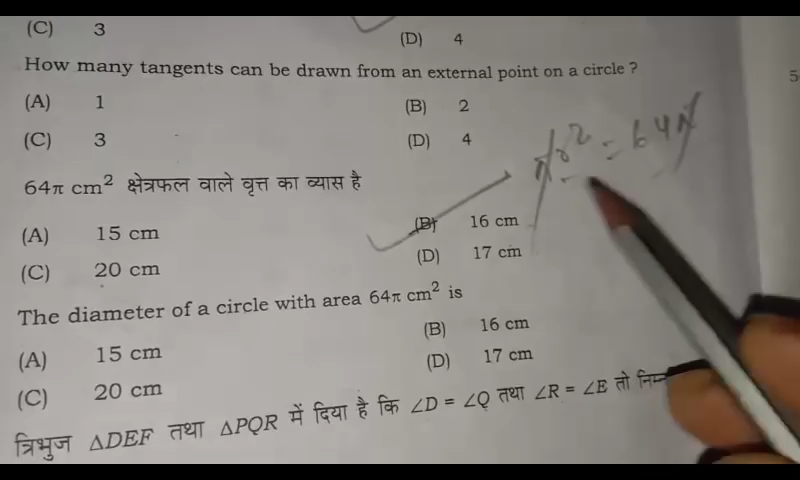 (C) 3
(D) 4
How many tangents can be drawn from an external point on a circle ?
5
(A) 1
(B) 2
(C) 3
(D) 4
πr² = 64π
64π cm² क्षेत्रफल वाले वृत्त का व्यास है
(A) 15 cm
(B) 16 cm
(C) 20 cm
(D) 17 cm
The diameter of a circle with area 64π cm² is
(A) 15 cm
(B) 16 cm
(C) 20 cm
(D) 17 cm
त्रिभुज ΔDEF तथा ΔPQR में दिया है कि ∠D = ∠Q तथा ∠R = ∠E तो